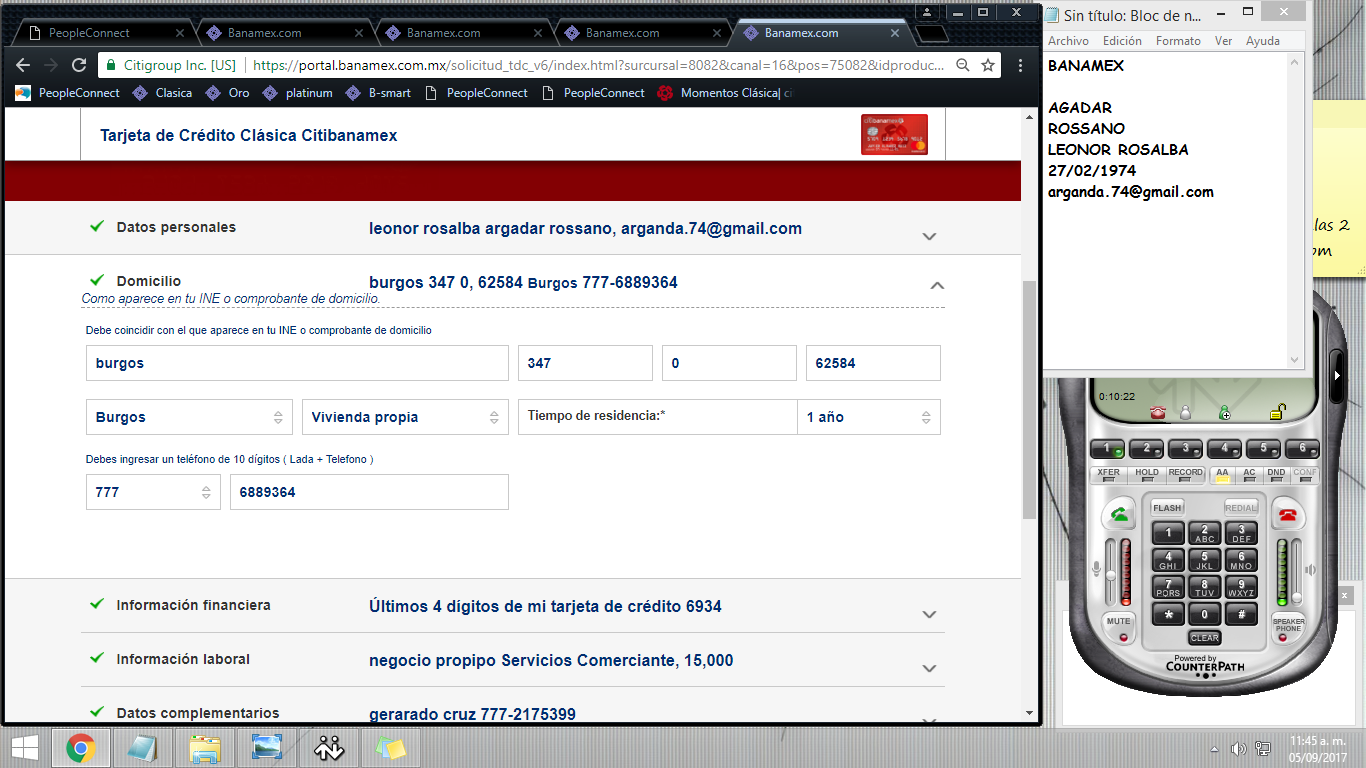 PeopleConnect
Banamex.com
Banamex.com
Banamex.com
Banamex.com
Citigroup Inc. [US]
https://portal.banamex.com.mx/solicitud_tdc_v6/index.html?surcursal=8082&canal=16&pos=75082&idproduc...
PeopleConnect
Clasica
Oro
platinum
B-smart
PeopleConnect
PeopleConnect
Momentos Clásica| ci
Tarjeta de Crédito Clásica Citibanamex
Datos personales
leonor rosalba argadar rossano, arganda.74@gmail.com
Domicilio
burgos 347 0, 62584 Burgos 777-6889364
Como aparece en tu INE o comprobante de domicilio.
Debe coincidir con el que aparece en tu INE o comprobante de domicilio
burgos
347
0
62584
Burgos
Vivienda propia
Tiempo de residencia:*
1 año
Debes ingresar un teléfono de 10 dígitos ( Lada + Telefono )
777
6889364
Información financiera
Últimos 4 dígitos de mi tarjeta de crédito 6934
Información laboral
negocio propipo Servicios Comerciante, 15,000
Datos complementarios
gerarado cruz 777-2175399
Sin título: Bloc de n...
Archivo Edición Formato Ver Ayuda
BANAMEX
AGADAR
ROSSANO
LEONOR ROSALBA
27/02/1974
arganda.74@gmail.com
las 2
om
0:10:22
1 2 3 4 5 6
XFER HOLD RECORD AA AC DND CONF
FLASH REDIAL
1 2 ABC 3 DEF
4 GHI 5 JKL 6 MNO
7 PQRS 8 TUV 9 WXYZ
* 0 #
MUTE
SPEAKER PHONE
CLEAR
Powered by
COUNTERPATH
11:45 a. m.
05/09/2017